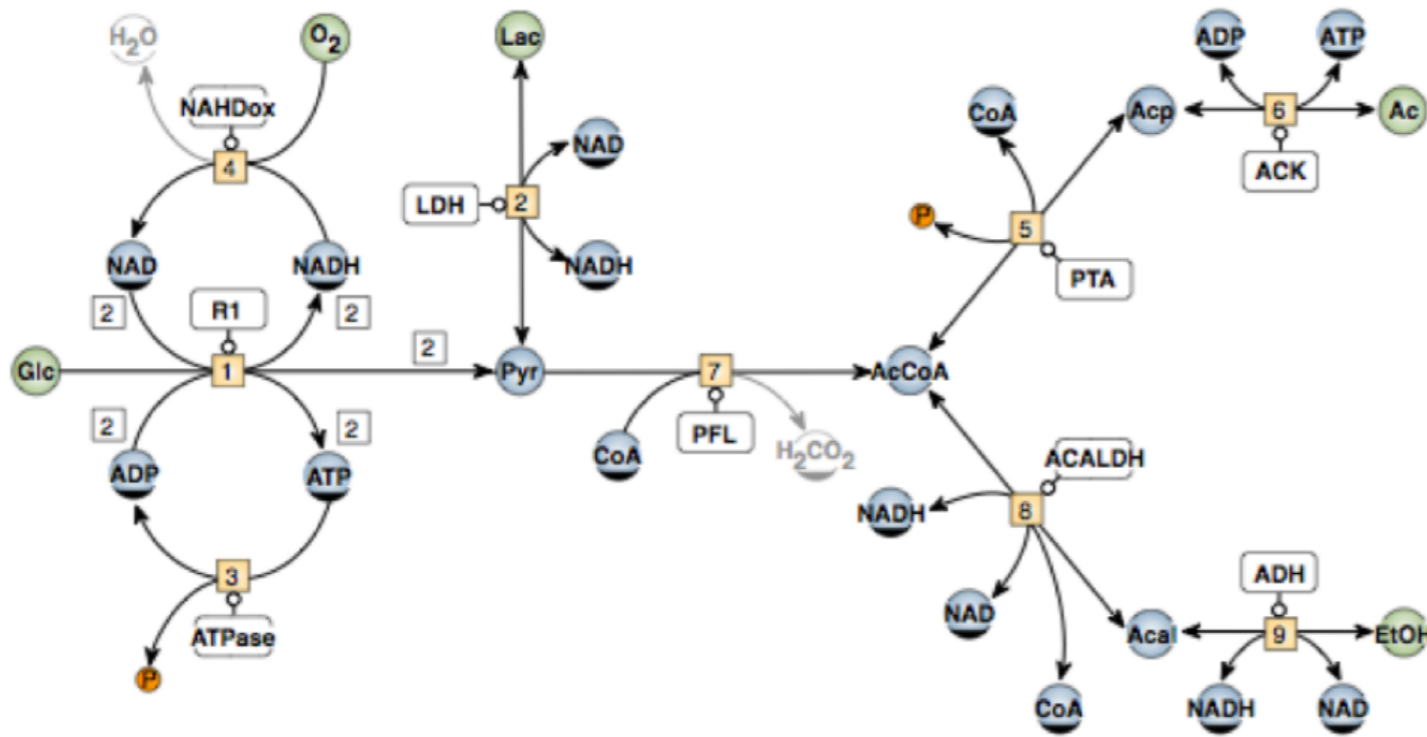 H2O
O2
Lac
ADP
ATP
NAHDox
CoA
Acp
6
Ac
4
NAD
ACK
LDH
2
P
5
NAD
NADH
NADH
PTA
2
R1
2
2
Glc
1
Pyr
7
AcCoA
2
2
PFL
ADP
ATP
CoA
H2CO2
ACALDH
NADH
8
3
ADH
NAD
ATPase
Acal
9
EtOH
P
CoA
NADH
NAD